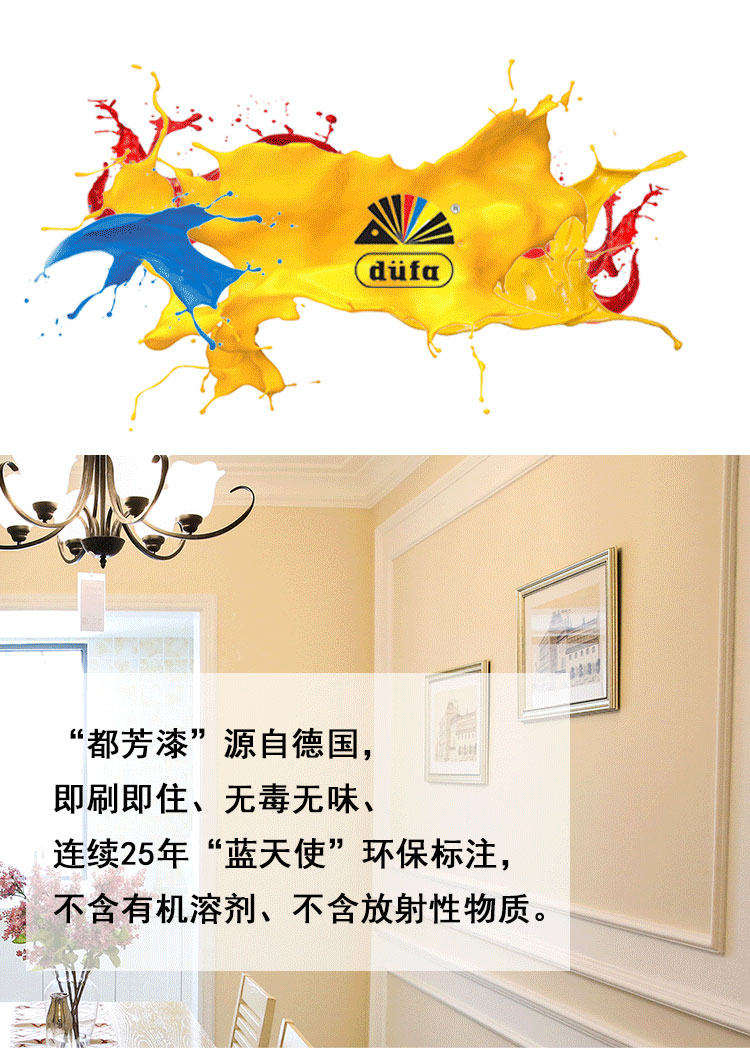 ®
düfa
“都芳漆”源自德国，
即刷即住、无毒无味、
连续25年“蓝天使”环保标注，
不含有机溶剂、不含放射性物质。